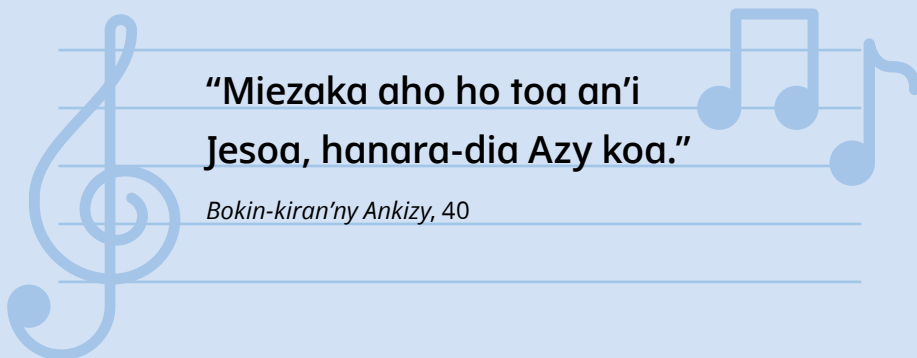 “Miezaka aho ho toa an’i
Jesoa, hanara-dia Azy koa.”
Bokin-kiran’ny Ankizy, 40